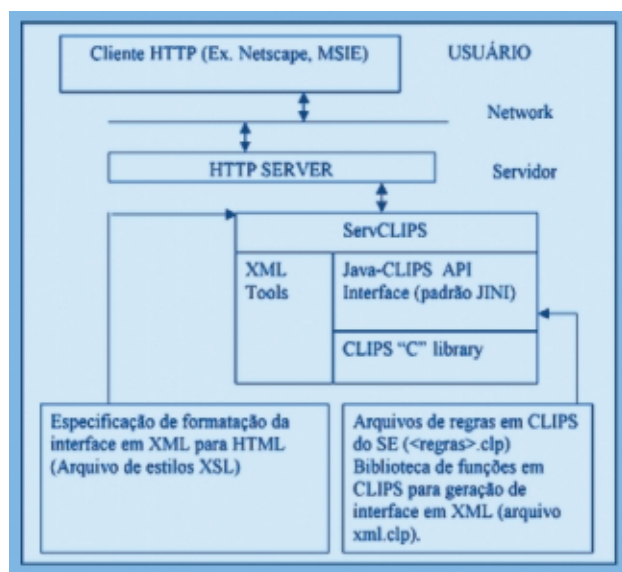 Cliente HTTP (Ex. Netscape, MSIE)
USUÁRIO
Network
HTTP SERVER
Servidor
ServCLIPS
XML
Tools
Java-CLIPS API
Interface (padrão JINI)
CLIPS “C” library
Especificação de formatação da
interface em XML para HTML
(Arquivo de estilos XSL)
Arquivos de regras em CLIPS
do SE (<regras>.clp)
Biblioteca de funções em
CLIPS para geração de
interface em XML (arquivo
xml.clp).